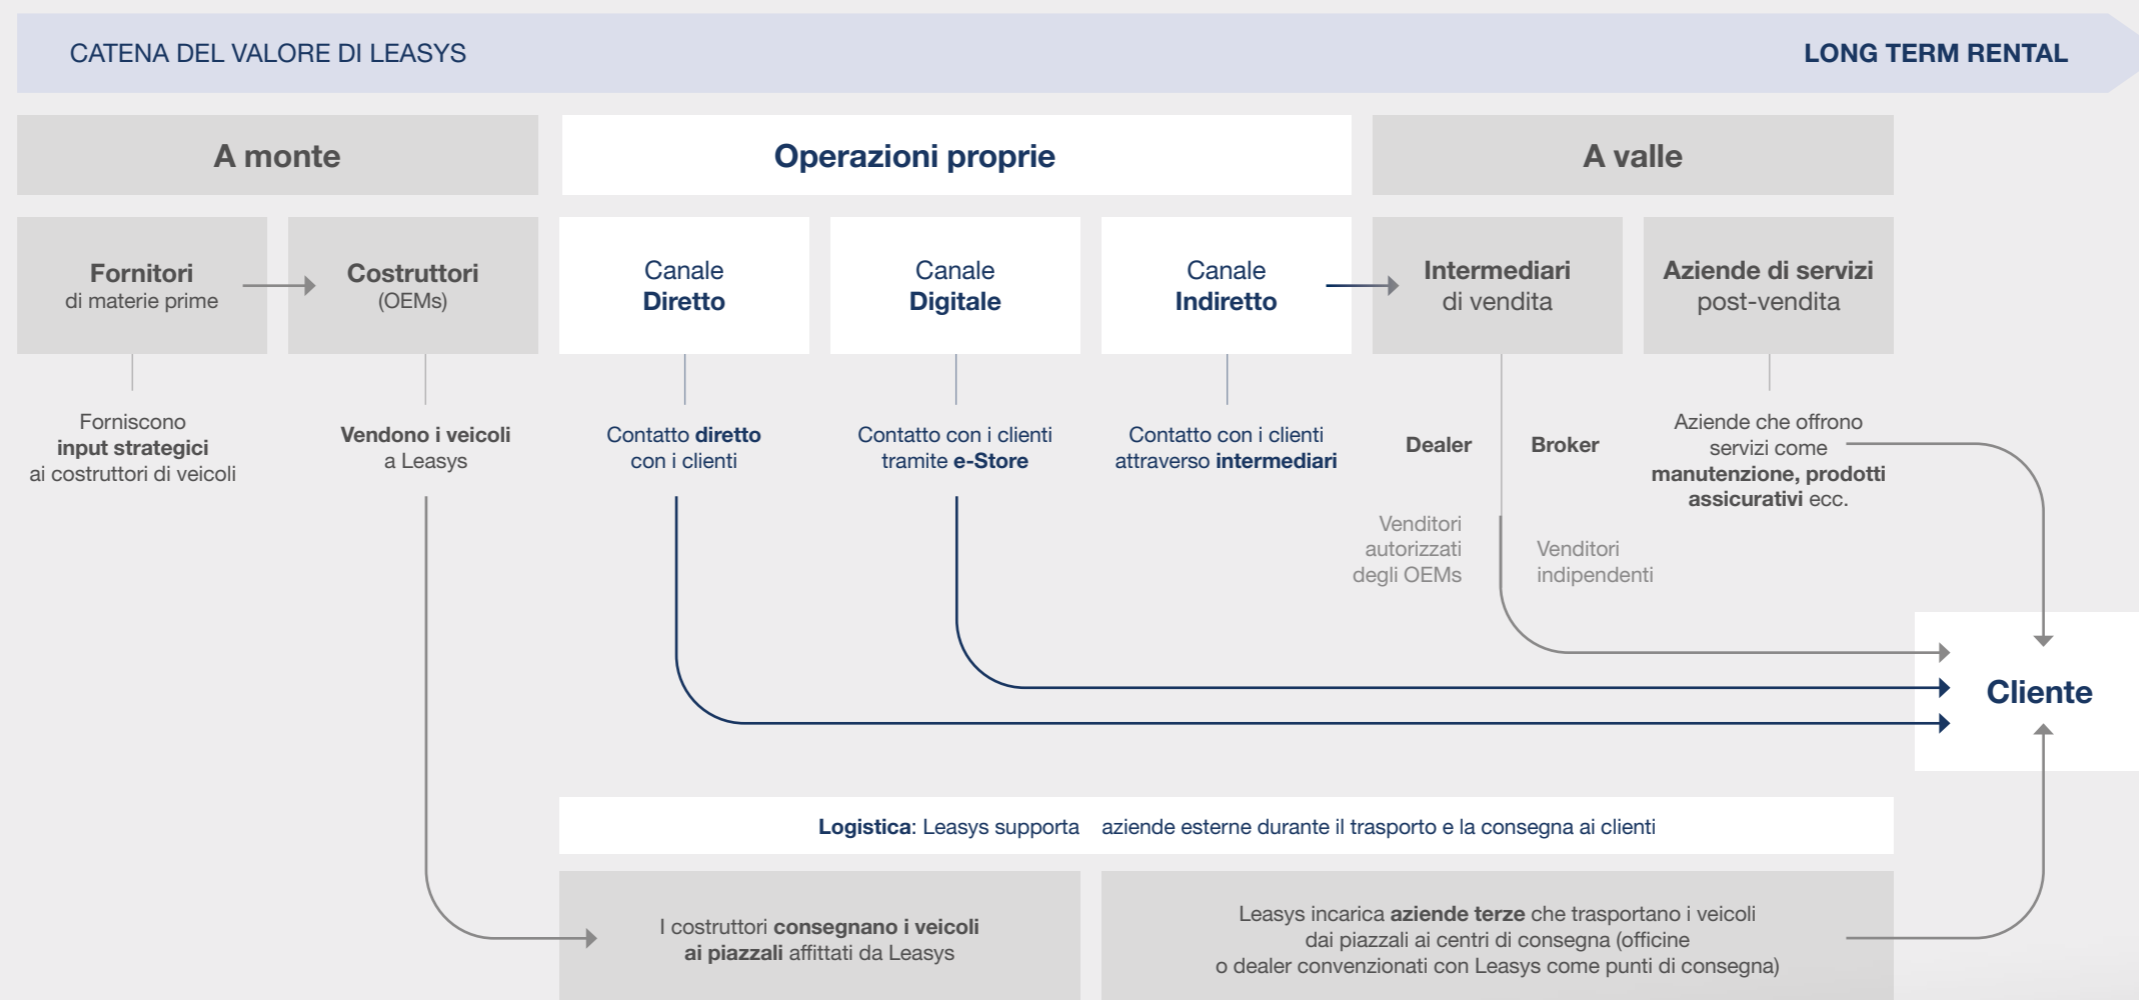 CATENA DEL VALORE DI LEASYS
LONG TERM RENTAL
A monte
Operazioni proprie
A valle
Fornitori
di materie prime
Costruttori
(OEMs)
Canale
Diretto
Canale
Digitale
Canale
Indiretto
Intermediari
di vendita
Aziende di servizi
post-vendita
Forniscono
input strategici
ai costruttori di veicoli
Vendono i veicoli
a Leasys
Contatto diretto
con i clienti
Contatto con i clienti
tramite e-Store
Contatto con i clienti
attraverso intermediari
Dealer
Venditori
autorizzati
degli OEMs
Broker
Venditori
indipendenti
Aziende che offrono
servizi come
manutenzione, prodotti
assicurativi ecc.
Cliente
Logistica: Leasys supporta aziende esterne durante il trasporto e la consegna ai clienti
I costruttori consegnano i veicoli
ai piazzali affittati da Leasys
Leasys incarica aziende terze che trasportano i veicoli
dai piazzali ai centri di consegna (officine
o dealer convenzionati con Leasys come punti di consegna)